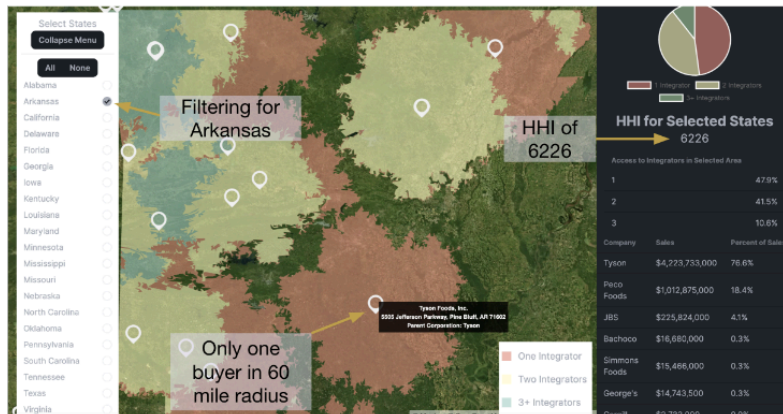 Select States
Collapse Menu
All None
Alabama
Arkansas
California
Delaware
Florida
Georgia
Iowa
Kentucky
Louisiana
Maryland
Minnesota
Mississippi
Missouri
Nebraska
North Carolina
Oklahoma
Pennsylvania
South Carolina
Tennessee
Texas
Virginia
Filtering for
Arkansas
HHI of
6226
Tyson Foods, Inc.
5505 Jefferson Parkway, Pine Bluff, AR 71602
Parent Corporation: Tyson
Only one
buyer in 60
mile radius
One Integrator
Two Integrators
3+ Integrators
1 Integrator 2 Integrators
3+ Integrators
HHI for Selected States
6226
Access to Integrators in Selected Area
1 47.9%
2 41.5%
3 10.6%
Company Sales Percent of Sale
Tyson $4,223,733,000 76.6%
Peco
Foods $1,012,875,000 18.4%
JBS $225,824,000 4.1%
Bachoco $16,680,000 0.3%
Simmons
Foods $15,466,000 0.3%
George's $14,743,500 0.3%